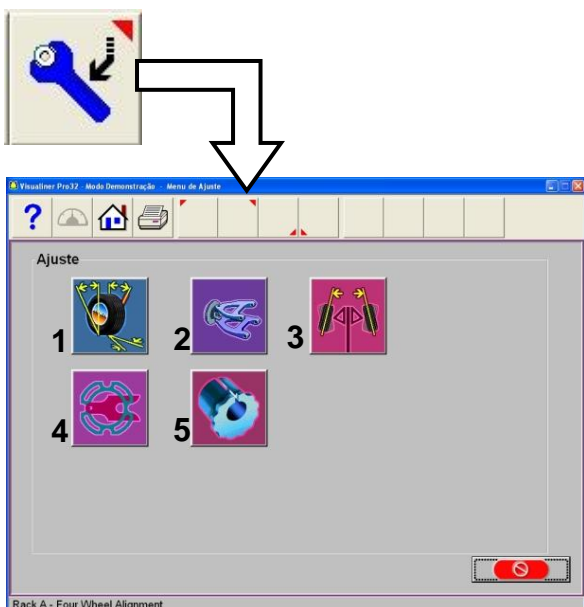 Visualiner Pro32 - Modo Demonstração - Menu de Ajuste
?
Ajuste
1
2
3
4
5
Rack A - Four Wheel Alignment